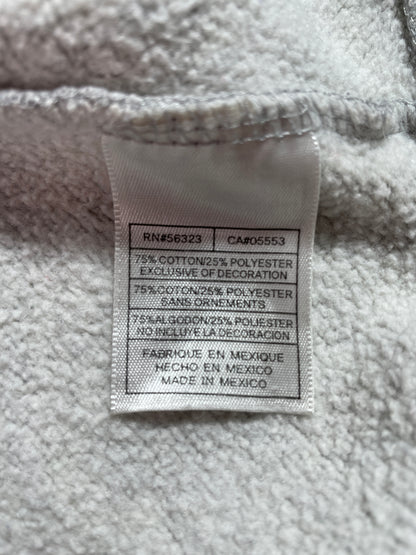 RN#56323 CA#05553
75% COTTON/25% POLYESTER
EXCLUSIVE OF DECORATION
75%COTON/25% POLYESTER
SANS ORNEMENTS
75%ALGODON/25% POLIESTER
NO INCLUYE LA DECORACION
FABRIQUE EN MEXIQUE
HECHO EN MEXICO
MADE IN MEXICO